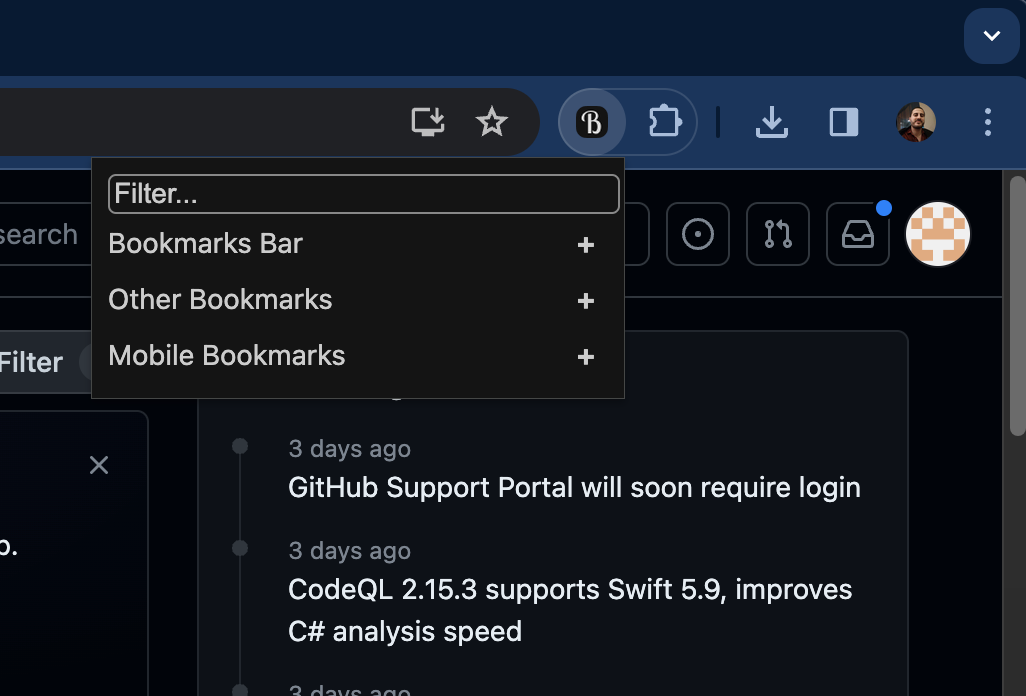 B
Filter...
search
Bookmarks Bar +
Other Bookmarks +
Mobile Bookmarks +
Filter
3 days ago
GitHub Support Portal will soon require login
p.
3 days ago
CodeQL 2.15.3 supports Swift 5.9, improves
C# analysis speed
3 days ago